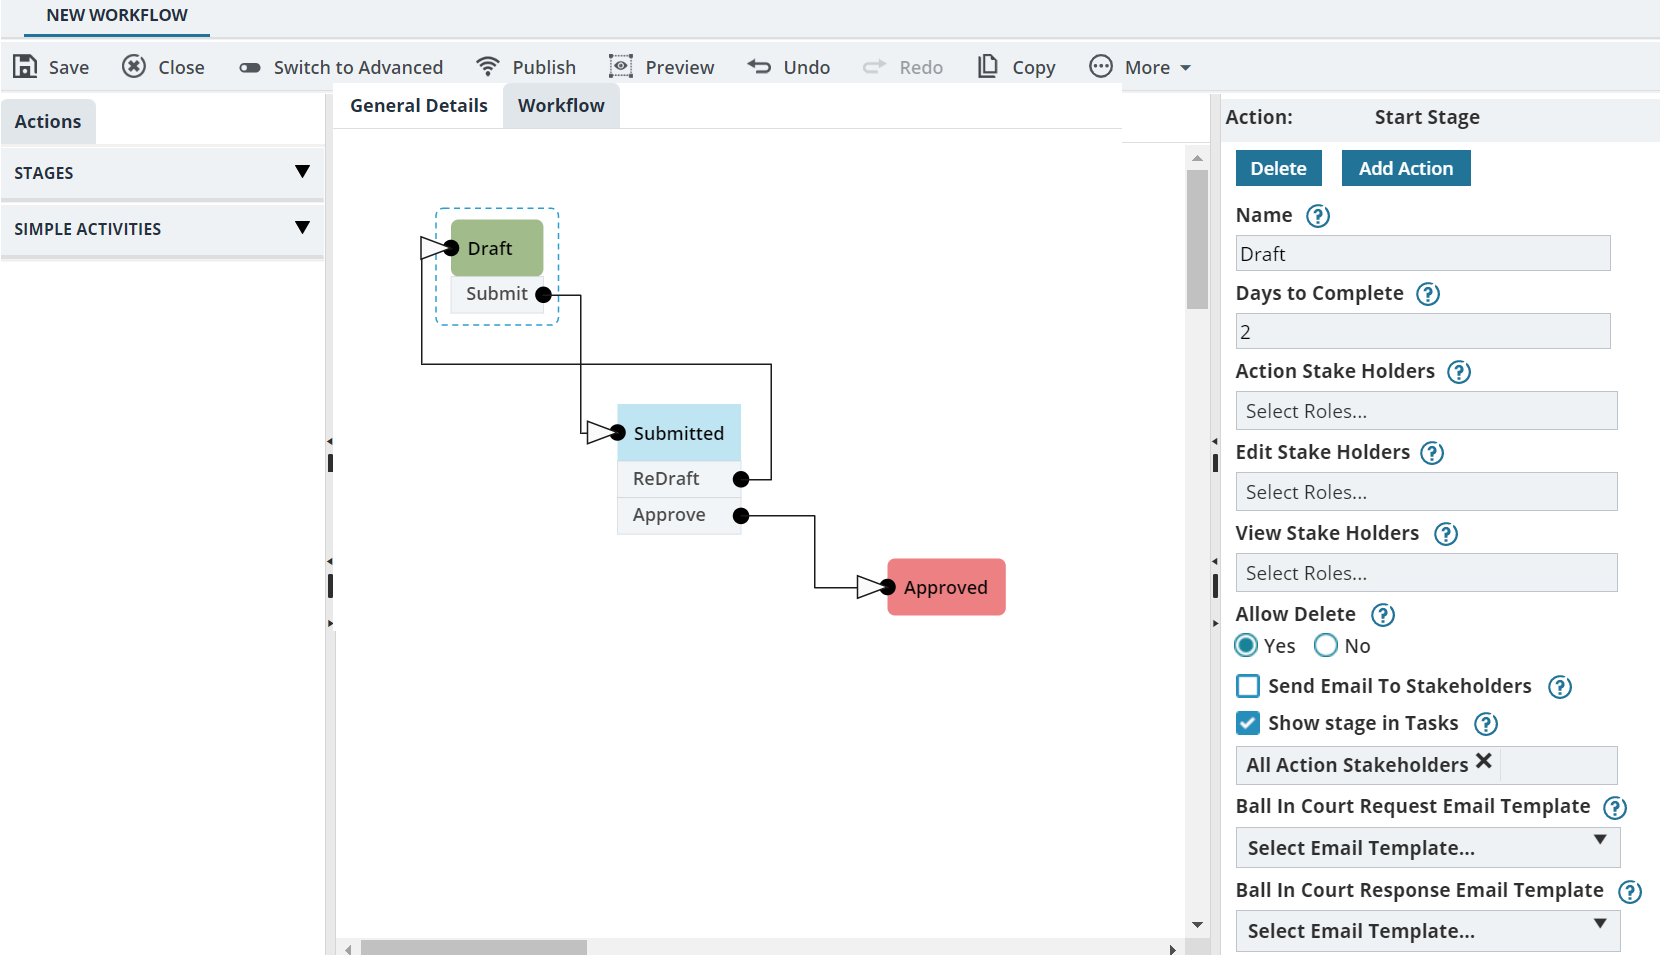 NEW WORKFLOW
Save Close Switch to Advanced Publish Preview Undo Redo Copy More
Actions
STAGES
SIMPLE ACTIVITIES
General Details Workflow
Draft
Submit
Submitted
ReDraft
Approve
Approved
Action: Start Stage
Delete Add Action
Name ?
Draft
Days to Complete ?
2
Action Stake Holders ?
Select Roles...
Edit Stake Holders ?
Select Roles...
View Stake Holders ?
Select Roles...
Allow Delete ?
Yes No
Send Email To Stakeholders ?
Show stage in Tasks ?
All Action Stakeholders ✕
Ball In Court Request Email Template ?
Select Email Template...
Ball In Court Response Email Template ?
Select Email Template...